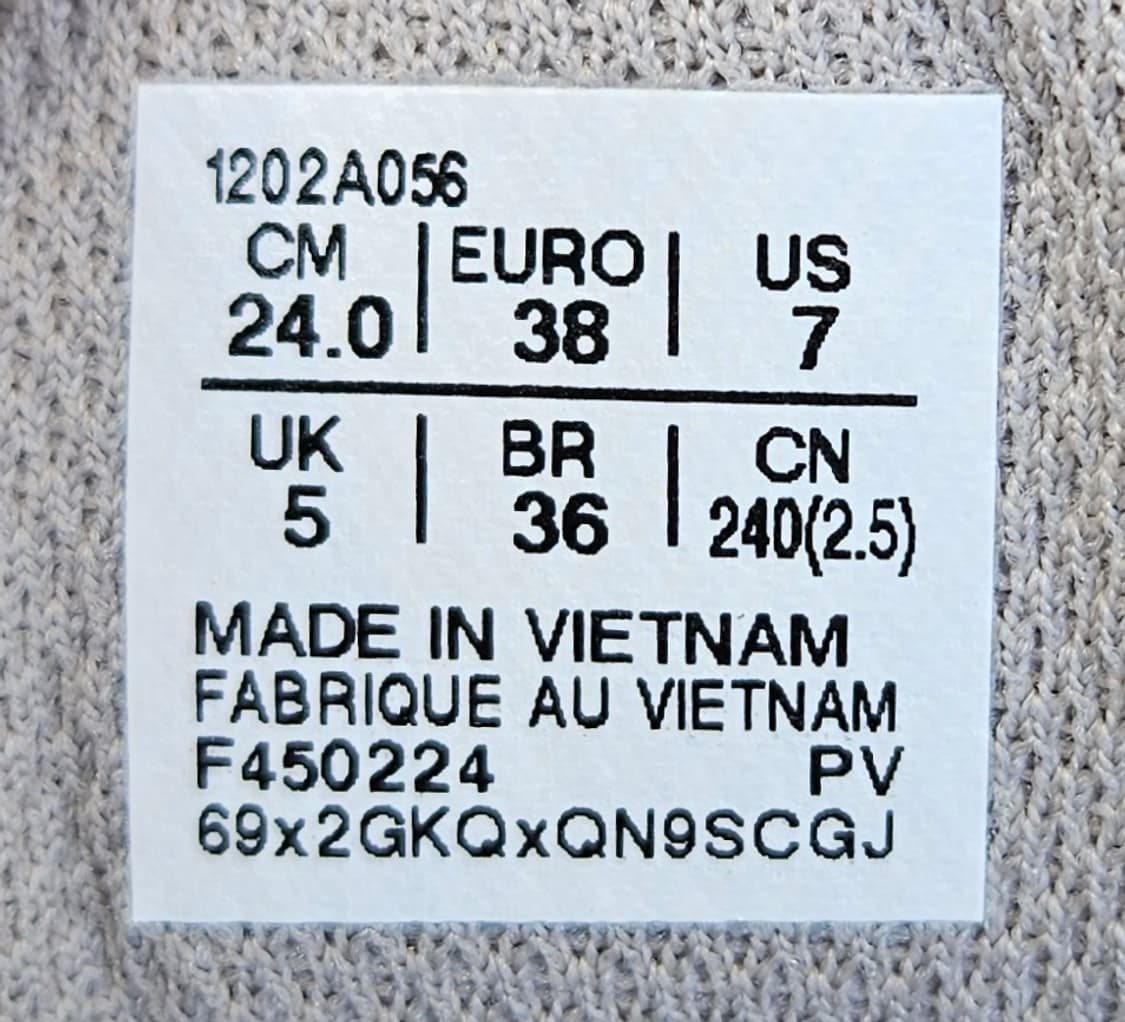 1202A056
CM | EURO | US
24.0 | 38 | 7
UK | BR | CN
5 | 36 | 240(2.5)
MADE IN VIETNAM
FABRIQUE AU VIETNAM
F450224 PV
69x2GKQxQN9SCGJ